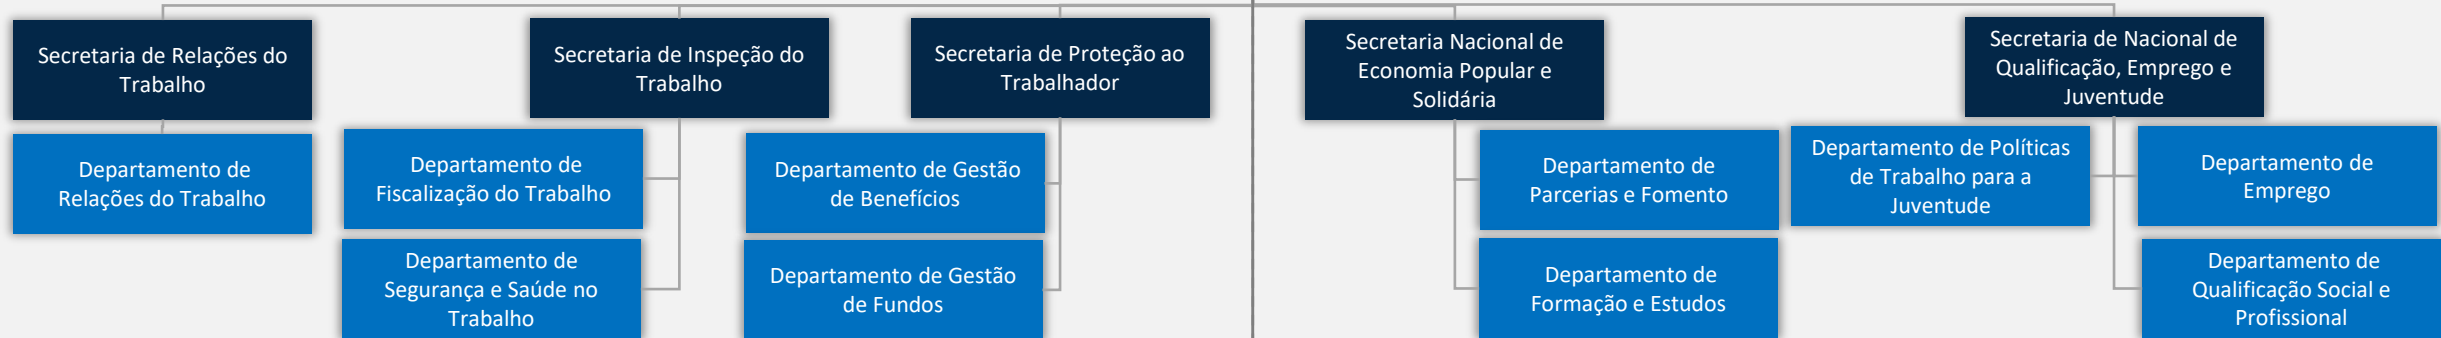 Secretaria de Relações do
Trabalho
Secretaria de Inspeção do
Trabalho
Secretaria de Proteção ao
Trabalhador
Secretaria Nacional de
Economia Popular e
Solidária
Secretaria de Nacional de
Qualificação, Emprego e
Juventude
Departamento de
Relações do Trabalho
Departamento de
Fiscalização do Trabalho
Departamento de Gestão
de Benefícios
Departamento de
Parcerias e Fomento
Departamento de Políticas
de Trabalho para a
Juventude
Departamento de
Emprego
Departamento de
Segurança e Saúde no
Trabalho
Departamento de Gestão
de Fundos
Departamento de
Formação e Estudos
Departamento de
Qualificação Social e
Profissional